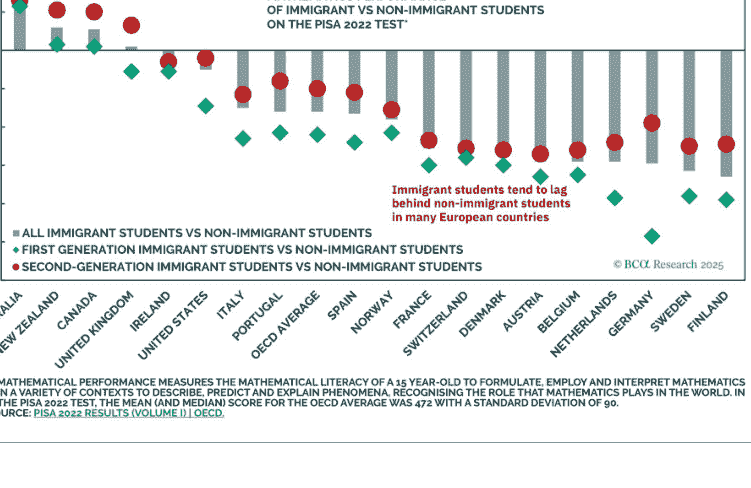 OF IMMIGRANT VS NON-IMMIGRANT STUDENTS
ON THE PISA 2022 TEST*
Immigrant students tend to lag
behind non-immigrant students
in many European countries
ALL IMMIGRANT STUDENTS VS NON-IMMIGRANT STUDENTS
FIRST GENERATION IMMIGRANT STUDENTS VS NON-IMMIGRANT STUDENTS
SECOND-GENERATION IMMIGRANT STUDENTS VS NON-IMMIGRANT STUDENTS
© BCα Research 2025
RALIA
NEW ZEALAND
CANADA
UNITED KINGDOM
IRELAND
UNITED STATES
ITALY
PORTUGAL
OECD AVERAGE
SPAIN
NORWAY
FRANCE
SWITZERLAND
DENMARK
AUSTRIA
BELGIUM
NETHERLANDS
GERMANY
SWEDEN
FINLAND
MATHEMATICAL PERFORMANCE MEASURES THE MATHEMATICAL LITERACY OF A 15 YEAR-OLD TO FORMULATE, EMPLOY AND INTERPRET MATHEMATICS
IN A VARIETY OF CONTEXTS TO DESCRIBE, PREDICT AND EXPLAIN PHENOMENA, RECOGNISING THE ROLE THAT MATHEMATICS PLAYS IN THE WORLD. IN
THE PISA 2022 TEST, THE MEAN (AND MEDIAN) SCORE FOR THE OECD AVERAGE WAS 472 WITH A STANDARD DEVIATION OF 90.
OURCE: PISA 2022 RESULTS (VOLUME I) | OECD.